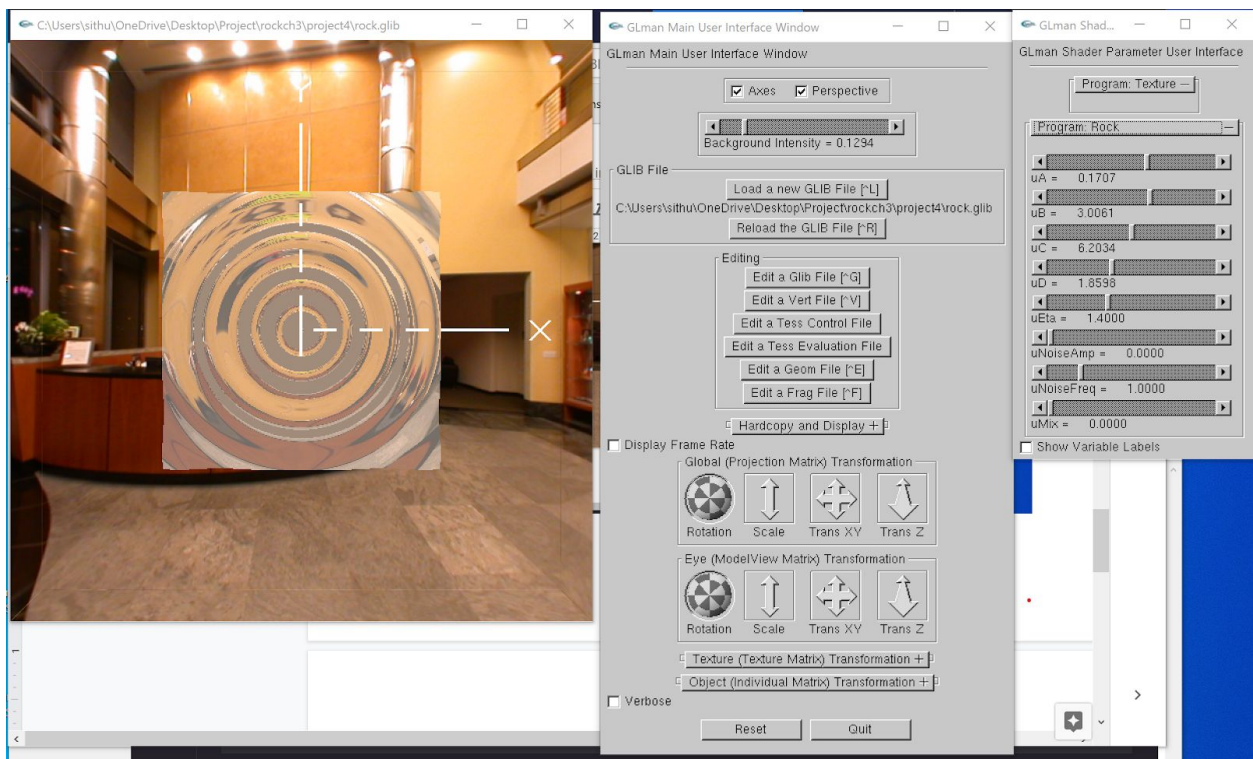 C:\Users\sithu\OneDrive\Desktop\Project\rockch3\project4\rock.glib
GLman Main User Interface Window
GLman Main User Interface Window
Axes
Perspective
Background Intensity = 0.1294
GLIB File
Load a new GLIB File [^L]
C:\Users\sithu\OneDrive\Desktop\Project\rockch3\project4\rock.glib
Reload the GLIB File [^R]
Editing
Edit a Glib File [^G]
Edit a Vert File [^V]
Edit a Tess Control File
Edit a Tess Evaluation File
Edit a Geom File [^E]
Edit a Frag File [^F]
Hardcopy and Display +
Display Frame Rate
Global (Projection Matrix) Transformation
Rotation Scale Trans XY Trans Z
Eye (ModelView Matrix) Transformation
Rotation Scale Trans XY Trans Z
Texture (Texture Matrix) Transformation +
Object (Individual Matrix) Transformation +
Verbose
Reset Quit
GLman Shad...
GLman Shader Parameter User Interface
Program: Texture –
Program: Rock –
uA = 0.1707
uB = 3.0061
uC = 6.2034
uD = 1.8598
uEta = 1.4000
uNoiseAmp = 0.0000
uNoiseFreq = 1.0000
uMix = 0.0000
Show Variable Labels
X